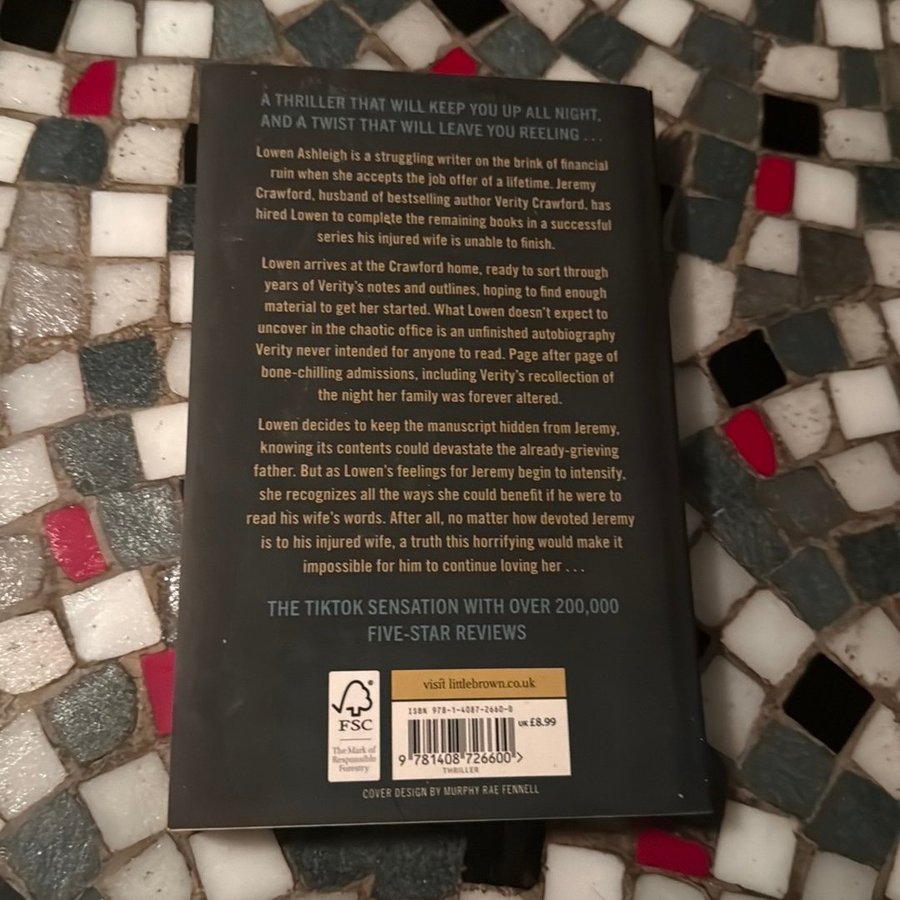 A THRILLER THAT WILL KEEP YOU UP ALL NIGHT.
AND A TWIST THAT WILL LEAVE YOU REELING . . .
Lowen Ashleigh is a struggling writer on the brink of financial
ruin when she accepts the job offer of a lifetime. Jeremy
Crawford, husband of bestselling author Verity Crawford, has
hired Lowen to complete the remaining books in a successful
series his injured wife is unable to finish.
Lowen arrives at the Crawford home, ready to sort through
years of Verity's notes and outlines, hoping to find enough
material to get her started. What Lowen doesn't expect to
uncover in the chaotic office is an unfinished autobiography
Verity never intended for anyone to read. Page after page of
bone-chilling admissions, including Verity's recollection of
the night her family was forever altered.
Lowen decides to keep the manuscript hidden from Jeremy,
knowing its contents could devastate the already-grieving
father. But as Lowen's feelings for Jeremy begin to intensify,
she recognizes all the ways she could benefit if he were to
read his wife's words. After all, no matter how devoted Jeremy
is to his injured wife, a truth this horrifying would make it
impossible for him to continue loving her . . .
THE TIKTOK SENSATION WITH OVER 200,000
FIVE-STAR REVIEWS
FSC
The Mark of
Responsible
Forestry
visit littlebrown.co.uk
ISBN 978-1-4087-2660-0
UK £8.99
9 781408 726600 >
THRILLER
COVER DESIGN BY MURPHY RAE FENNELL